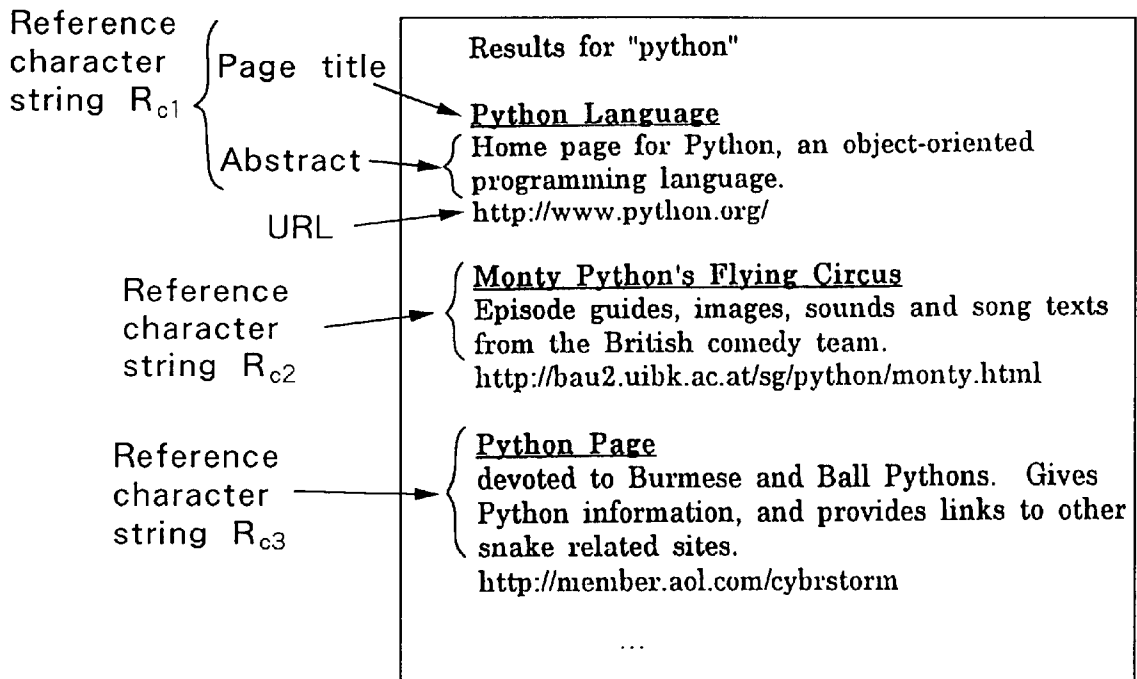 Reference
character
string Rc1
Page title
Abstract
URL
Results for "python"
Python Language
Home page for Python, an object-oriented
programming language.
http://www.python.org/
Reference
character
string Rc2
Monty Python's Flying Circus
Episode guides, images, sounds and song texts
from the British comedy team.
http://bau2.uibk.ac.at/sg/python/monty.html
Reference
character
string Rc3
Python Page
devoted to Burmese and Ball Pythons. Gives
Python information, and provides links to other
snake related sites.
http://member.aol.com/cybrstorm
...